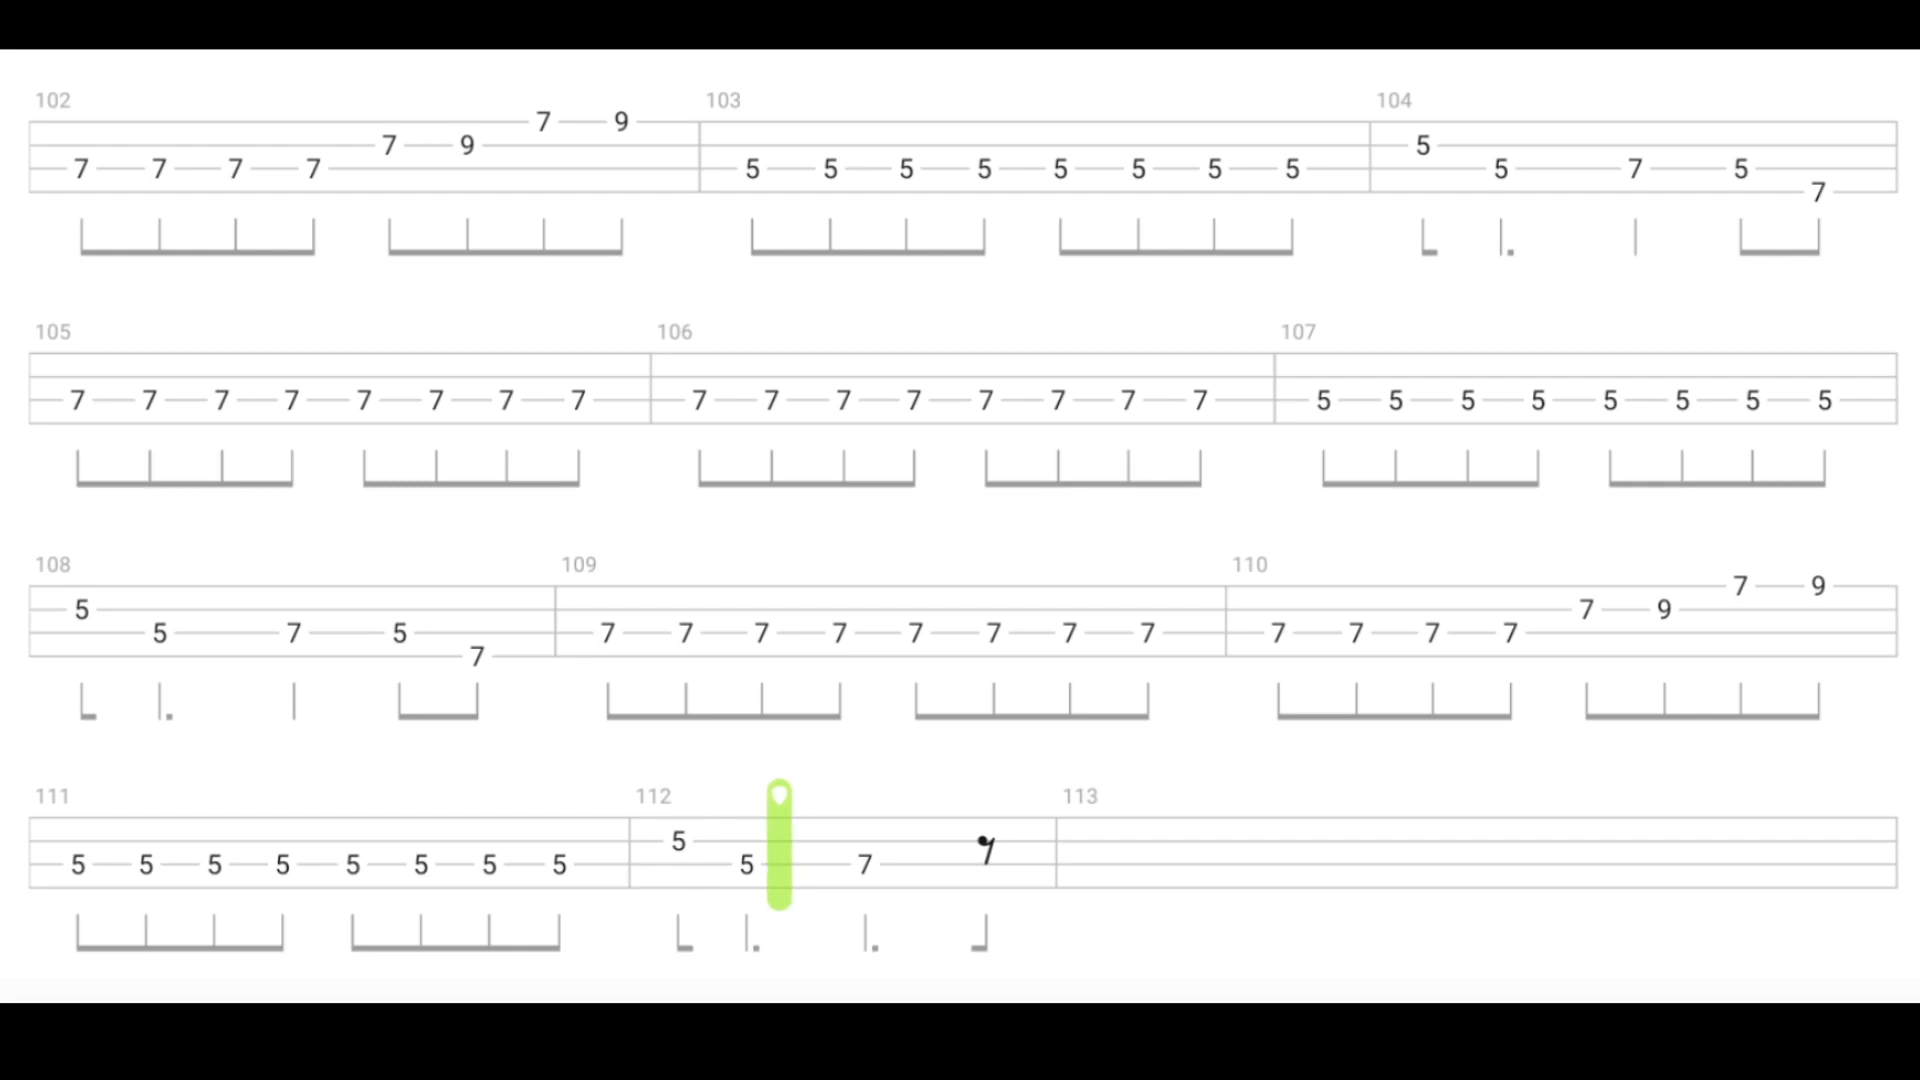 102 103 104
7 9
7 9 5
7 7 7 7 5 5 5 5 5 5 5 5 5 7 5
7
105 106 107
7 7 7 7 7 7 7 7 7 7 7 7 7 7 7 7 5 5 5 5 5 5 5 5
108 109 110
7 9
5 7 9
5 7 5 7 7 7 7 7 7 7 7 7 7 7 7
7
111 112 113
5
5 5 5 5 5 5 5 5 5 7